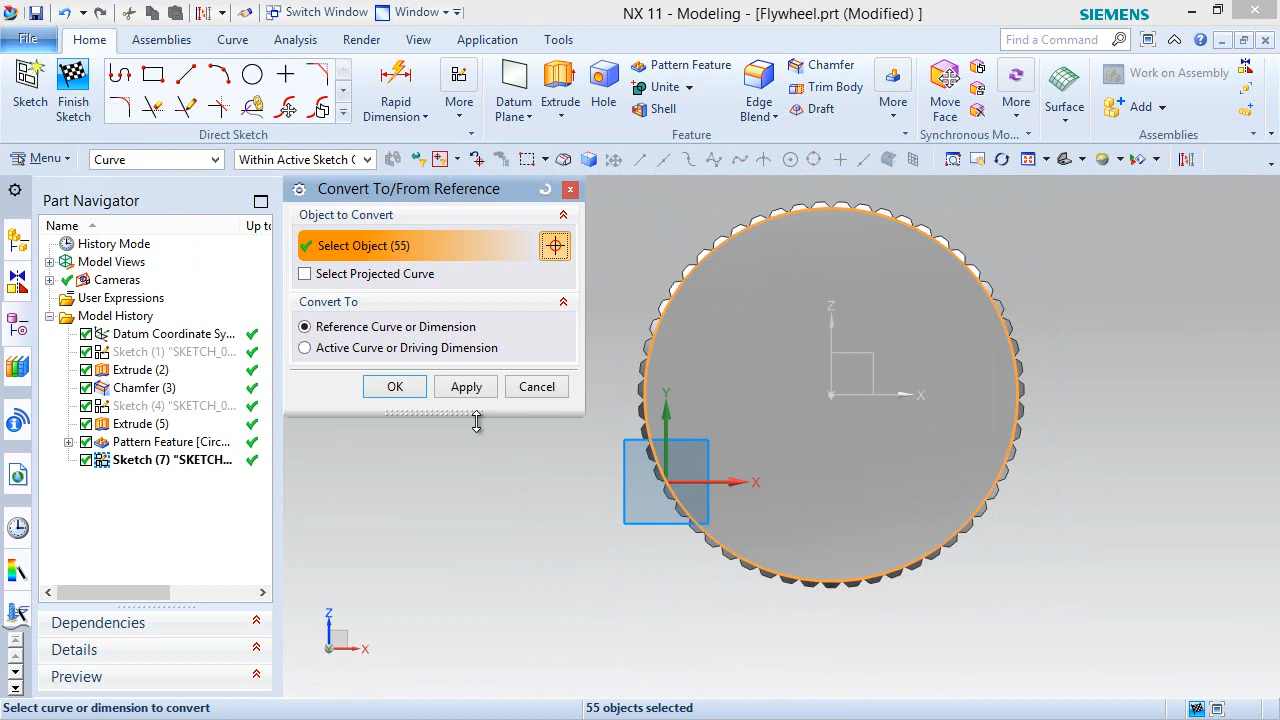 NX Switch Window Window NX 11 - Modeling - [Flywheel.prt (Modified) ] SIEMENS
File Home Assemblies Curve Analysis Render View Application Tools Find a Command
Sketch Finish Sketch Rapid Dimension More Datum Plane Extrude Hole Pattern Feature Unite Shell Edge Blend Chamfer Trim Body Draft More Move Face More Surface Work on Assembly Add
Direct Sketch Feature Synchronous Mo... Assemblies
Menu Curve Within Active Sketch
Part Navigator
Name Up to
History Mode
Model Views
Cameras
User Expressions
Model History
Datum Coordinate Sy...
Sketch (1) "SKETCH_0...
Extrude (2)
Chamfer (3)
Sketch (4) "SKETCH_0...
Extrude (5)
Pattern Feature [Circ...
Sketch (7) "SKETCH...
Dependencies
Details
Preview
Convert To/From Reference
Object to Convert
Select Object (55)
Select Projected Curve
Convert To
Reference Curve or Dimension
Active Curve or Driving Dimension
OK Apply Cancel
Z
X
Y
X
Z
X
Select curve or dimension to convert 55 objects selected